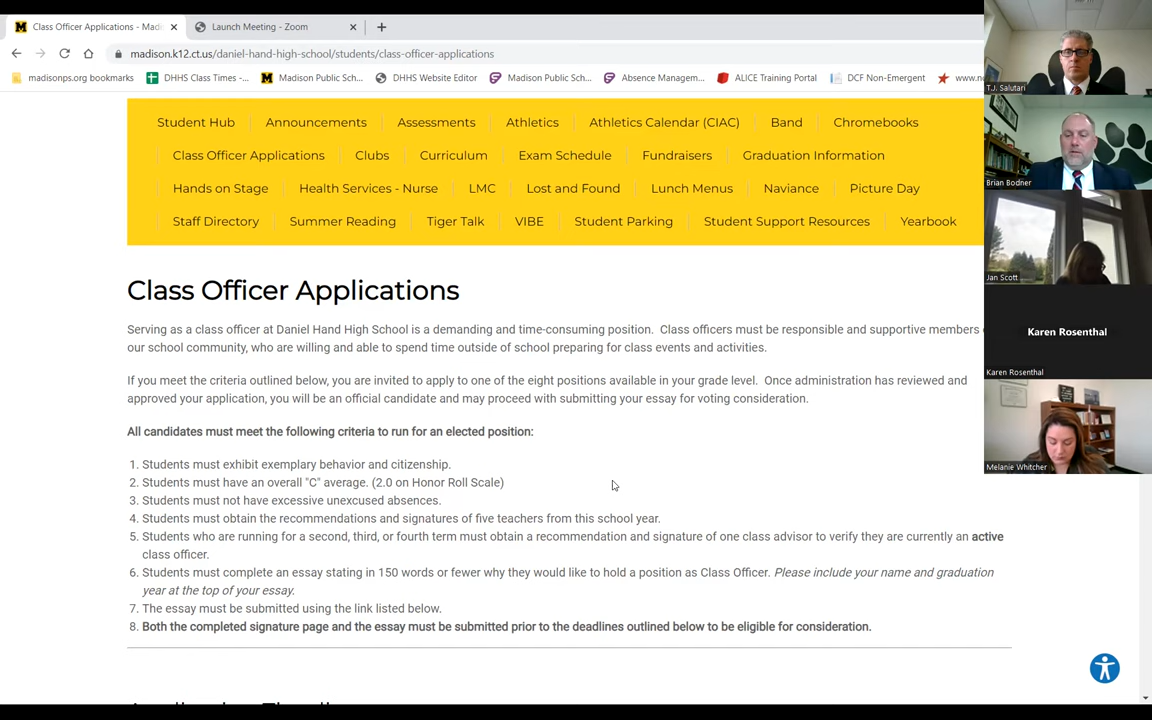 Class Officer Applications - Mad
Launch Meeting - Zoom
madison.k12.ct.us/daniel-hand-high-school/students/class-officer-applications
madisonps.org bookmarks DHHS Class Times -... Madison Public Sch... DHHS Website Editor Madison Public Sch... Absence Managem... ALICE Training Portal DCF Non-Emergent
Student Hub Announcements Assessments Athletics Athletics Calendar (CIAC) Band Chromebooks
Class Officer Applications Clubs Curriculum Exam Schedule Fundraisers Graduation Information
Hands on Stage Health Services - Nurse LMC Lost and Found Lunch Menus Naviance Picture Day
Staff Directory Summer Reading Tiger Talk VIBE Student Parking Student Support Resources Yearbook
Class Officer Applications
Serving as a class officer at Daniel Hand High School is a demanding and time-consuming position. Class officers must be responsible and supportive members
our school community, who are willing and able to spend time outside of school preparing for class events and activities.
If you meet the criteria outlined below, you are invited to apply to one of the eight positions available in your grade level. Once administration has reviewed and
approved your application, you will be an official candidate and may proceed with submitting your essay for voting consideration.
All candidates must meet the following criteria to run for an elected position:
1. Students must exhibit exemplary behavior and citizenship.
2. Students must have an overall "C" average. (2.0 on Honor Roll Scale)
3. Students must not have excessive unexcused absences.
4. Students must obtain the recommendations and signatures of five teachers from this school year.
5. Students who are running for a second, third, or fourth term must obtain a recommendation and signature of one class advisor to verify they are currently an active
class officer.
6. Students must complete an essay stating in 150 words or fewer why they would like to hold a position as Class Officer. Please include your name and graduation
year at the top of your essay.
7. The essay must be submitted using the link listed below.
8. Both the completed signature page and the essay must be submitted prior to the deadlines outlined below to be eligible for consideration.
T.J. Salutari
Brian Bodner
Jan Scott
Karen Rosenthal
Karen Rosenthal
Melanie Whitcher